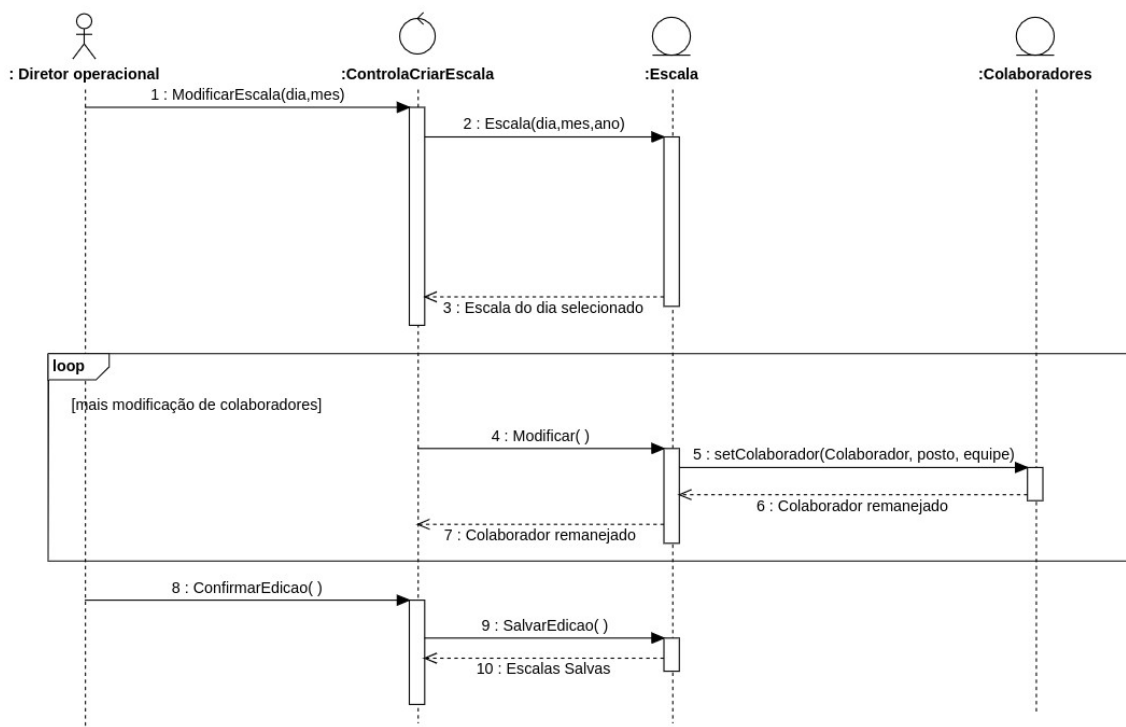 : Diretor operacional
:ControlaCriarEscala
:Escala
:Colaboradores
1 : ModificarEscala(dia,mes)
2 : Escala(dia,mes,ano)
3 : Escala do dia selecionado
loop
[mais modificação de colaboradores]
4 : Modificar( )
5 : setColaborador(Colaborador, posto, equipe)
6 : Colaborador remanejado
7 : Colaborador remanejado
8 : ConfirmarEdicao( )
9 : SalvarEdicao( )
10 : Escalas Salvas